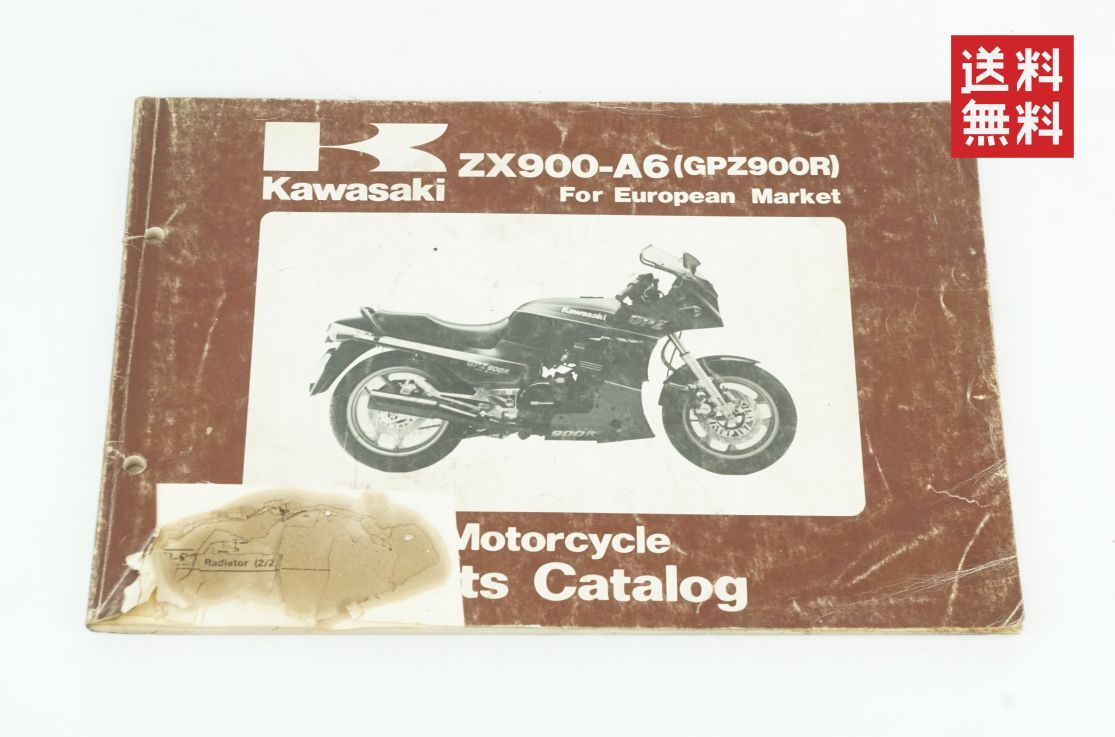 送料
無料
Kawasaki
ZX900-A6 (GPZ900R)
For European Market
Kawasaki
GPZ
GPZ900R
900R
Radiator (2/2
Motorcycle
ts Catalog